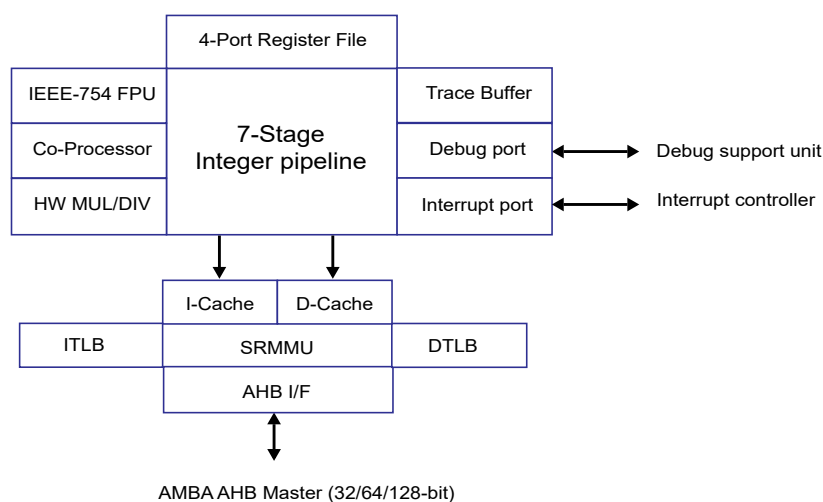 4-Port Register File
IEEE-754 FPU
Trace Buffer
7-Stage
Integer pipeline
Co-Processor
Debug port
Debug support unit
HW MUL/DIV
Interrupt port
Interrupt controller
I-Cache
D-Cache
ITLB
SRMMU
DTLB
AHB I/F
AMBA AHB Master (32/64/128-bit)